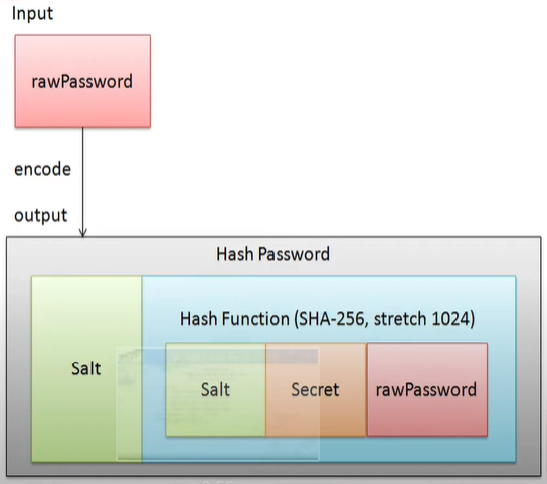 Input
rawPassword
encode
output
Hash Password
Hash Function (SHA-256, stretch 1024)
Salt
Salt
Secret
rawPassword